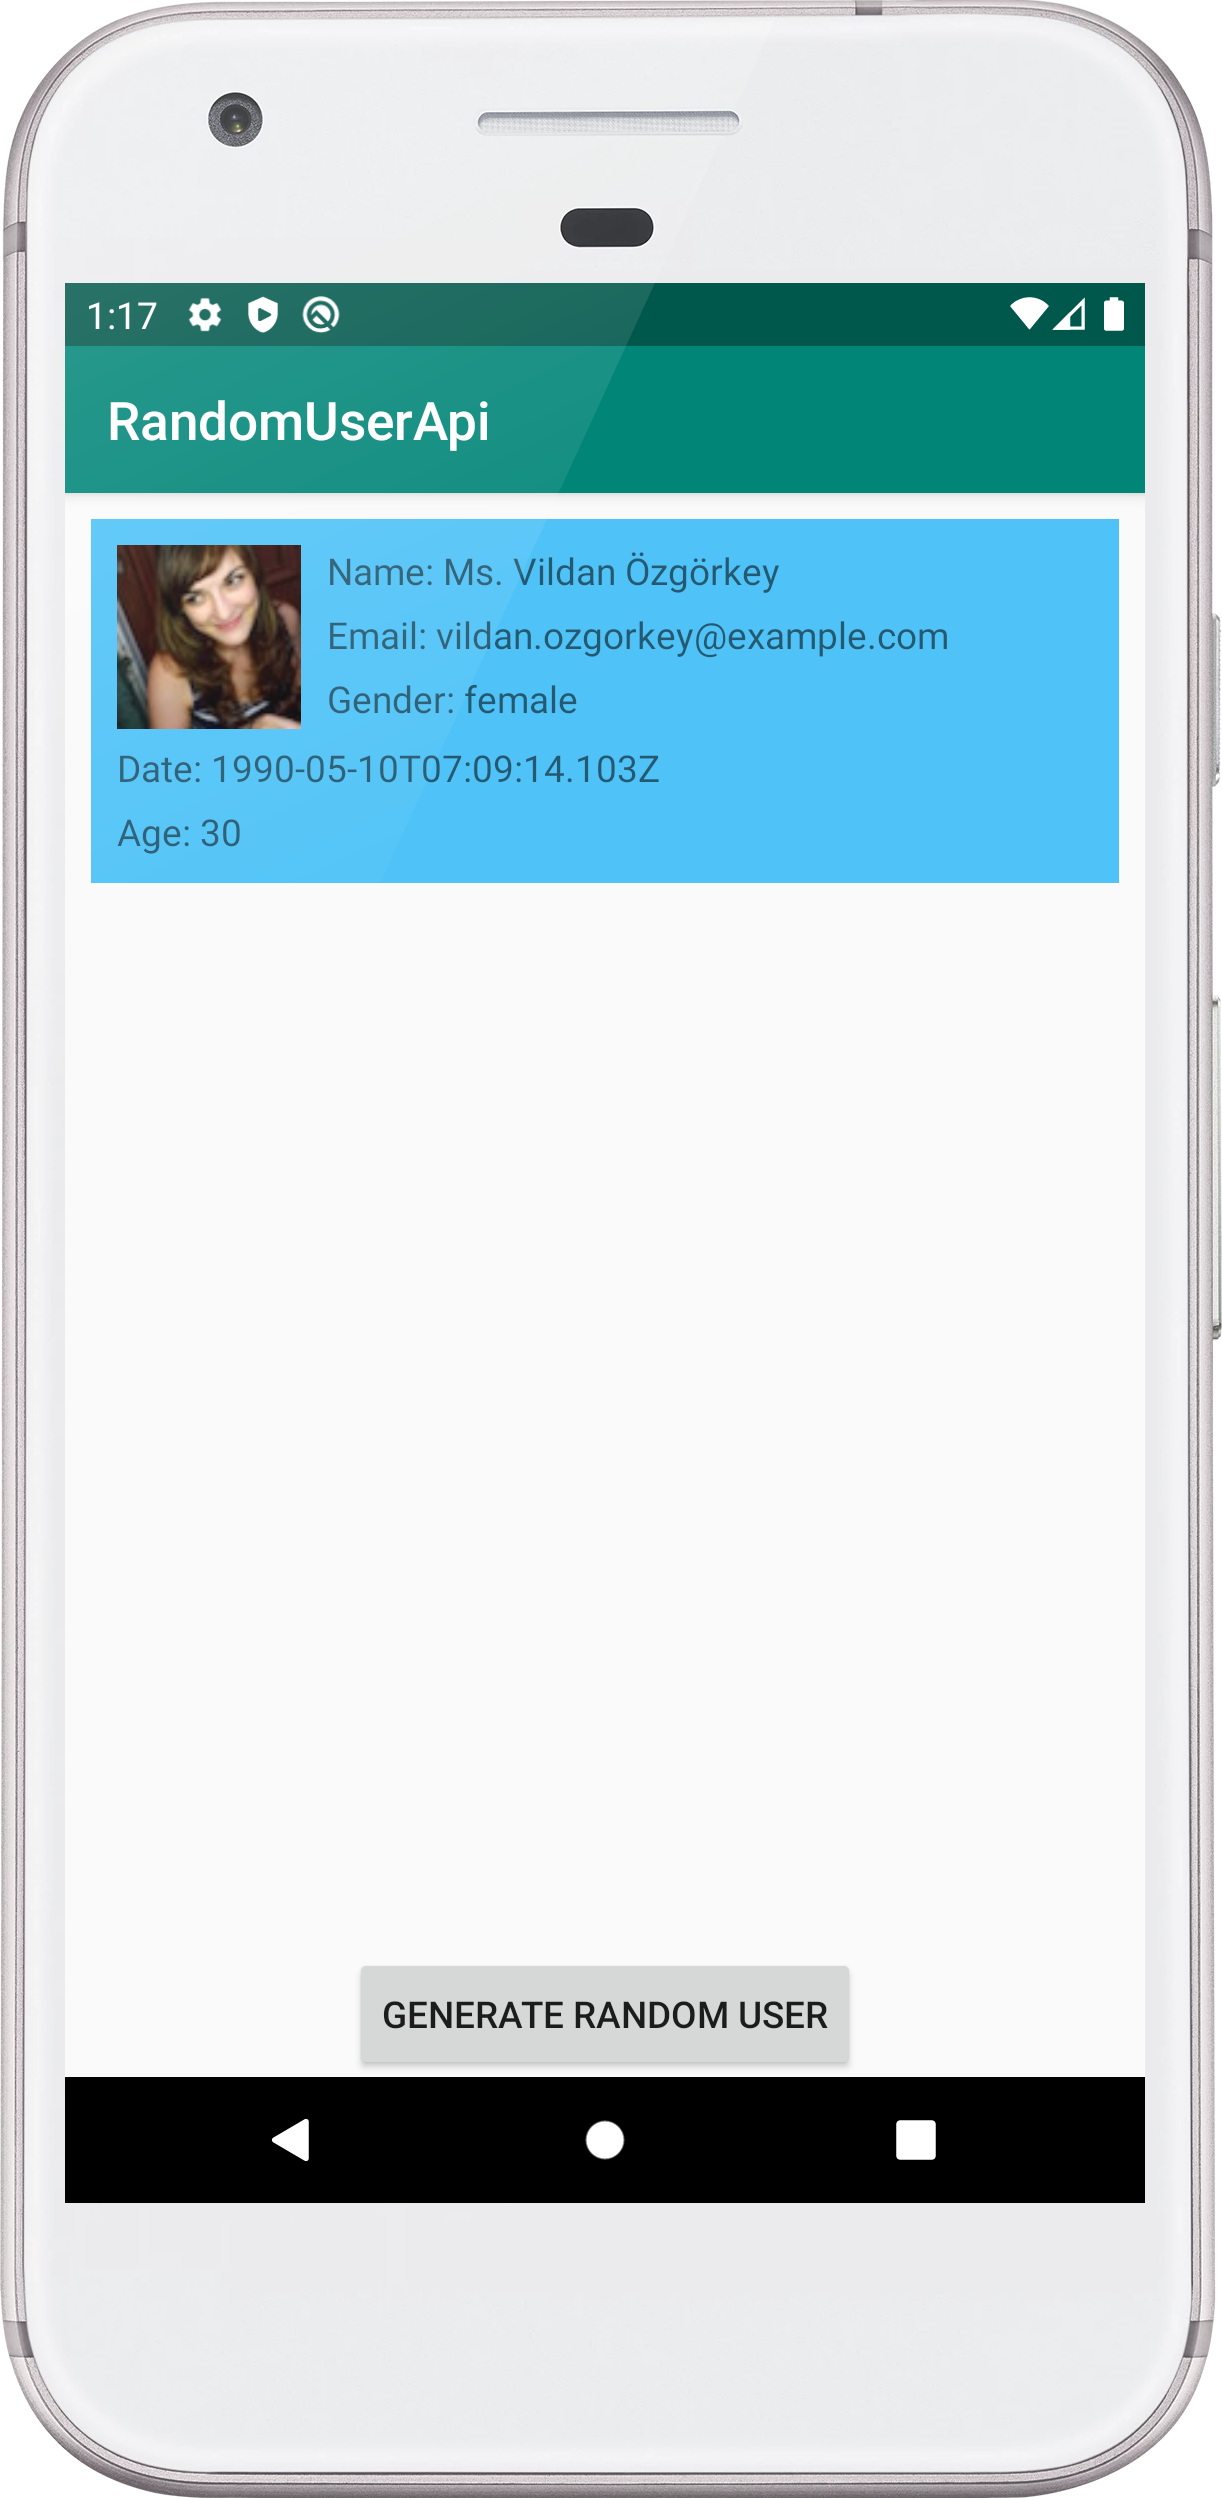 1:17
RandomUserApi
Name: Ms. Vildan Özgörkey
Email: vildan.ozgorkey@example.com
Gender: female
Date: 1990-05-10T07:09:14.103Z
Age: 30
GENERATE RANDOM USER